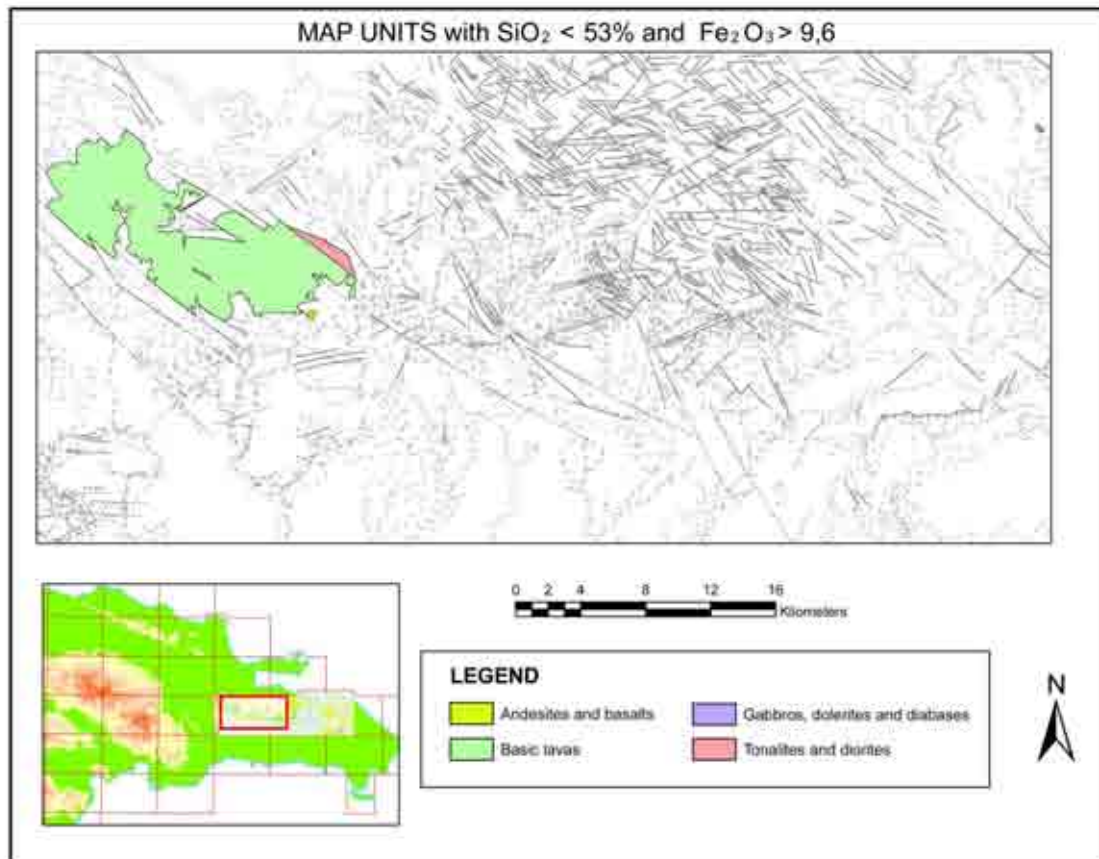 MAP UNITS with SiO₂ < 53% and Fe₂O₃ > 9,6
0 2 4 8 12 16
Kilometers
LEGEND
Andesites and basalts
Gabbros, dolerites and diabases
Basic lavas
Tonalites and diorites
N